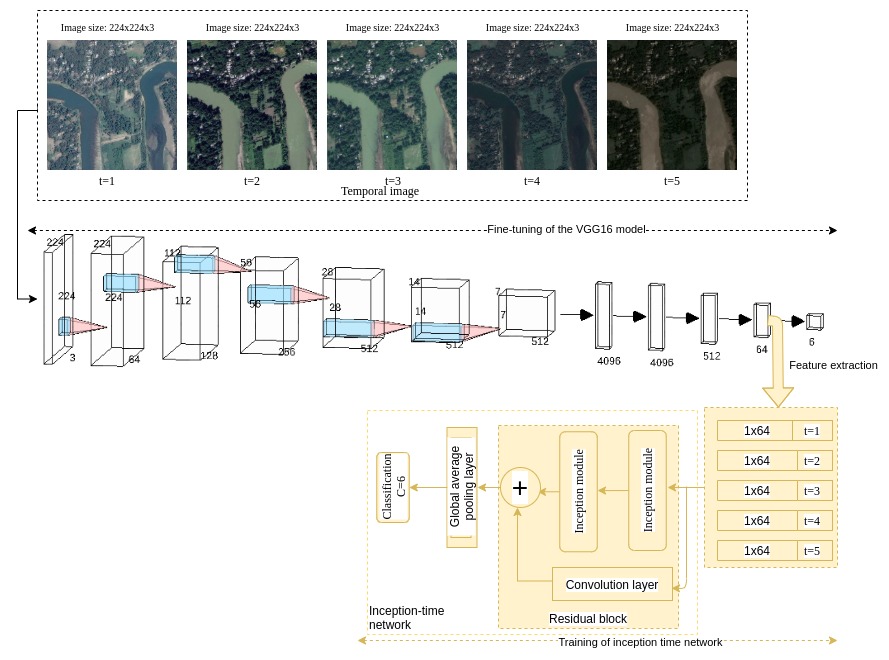 Image size: 224x224x3
Image size: 224x224x3
Image size: 224x224x3
Image size: 224x224x3
Image size: 224x224x3
t=1
t=2
t=3
t=4
t=5
Temporal image
Fine-tuning of the VGG16 model
224
224
3
224
224
64
112
112
128
56
56
256
28
28
512
14
14
512
7
7
512
4096
4096
512
64
6
Feature extraction
1x64 t=1
1x64 t=2
1x64 t=3
1x64 t=4
1x64 t=5
Classification
C=6
Global average
pooling layer
+
Inception module
Inception module
Convolution layer
Residual block
Inception-time
network
Training of inception time network